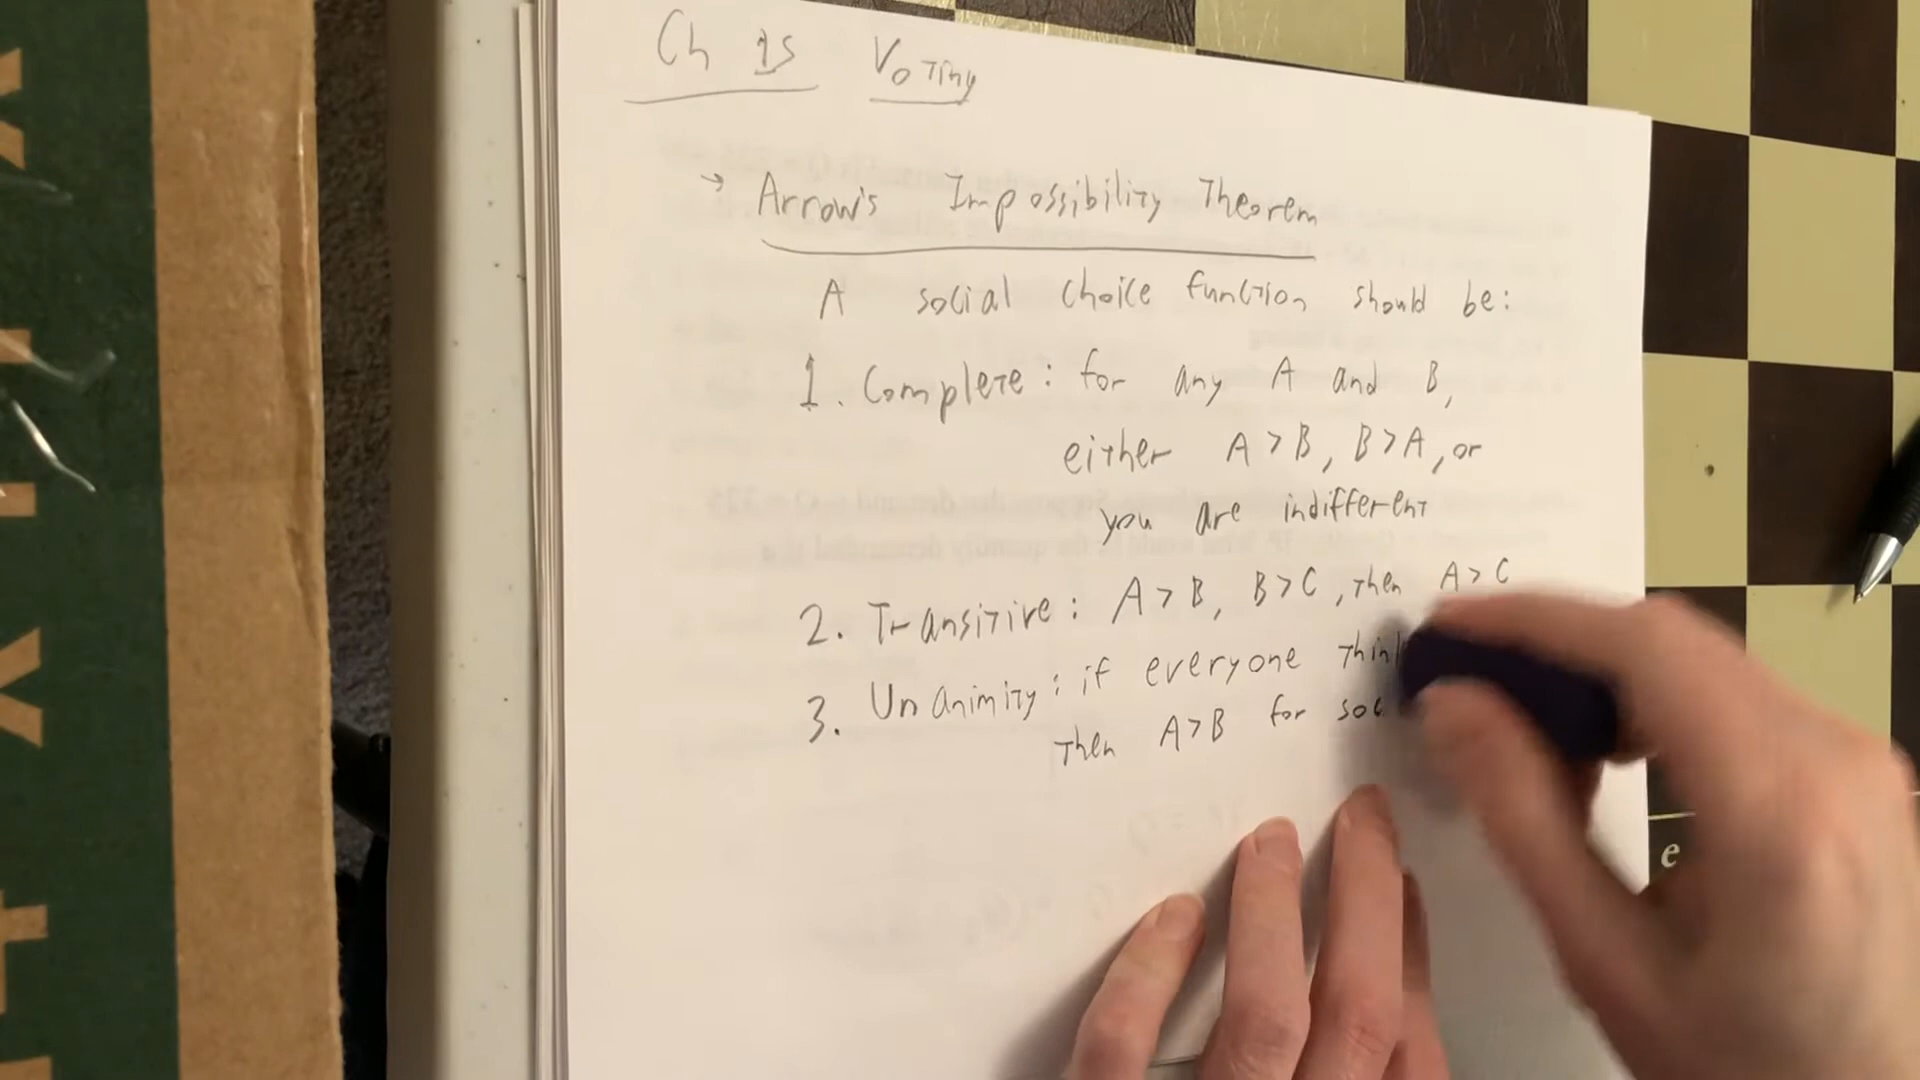 Ch 15 Voting
→ Arrow's Impossibility Theorem
A social choice function should be:
1. Complete: for any A and B,
either A > B, B > A, or
you are indifferent
2. Transitive: A > B, B > C, then A > C
3. Unanimity: if everyone
then A > B for
e